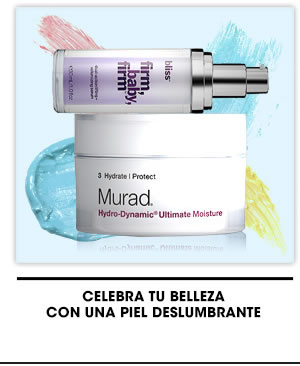 bliss
firm,
baby,
firm
3 Hydrate | Protect
Murad.
Hydro-Dynamic® Ultimate Moisture
CELEBRA TU BELLEZA
CON UNA PIEL DESLUMBRANTE